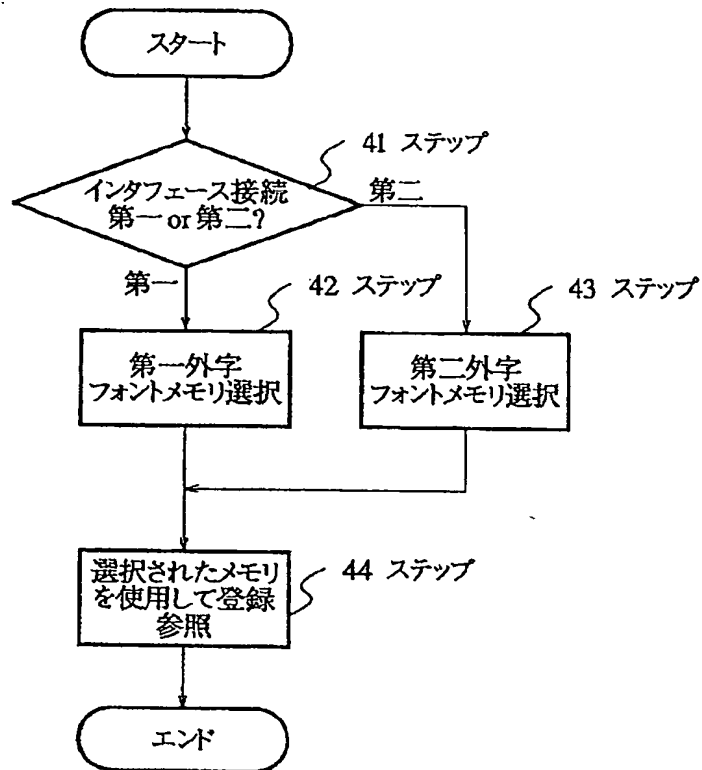 スタート
41 ステップ
インタフェース接続
第一 or 第二?
第二
第一
42 ステップ
43 ステップ
第一外字
フォントメモリ選択
第二外字
フォントメモリ選択
選択されたメモリ
を使用して登録
参照
44 ステップ
エンド